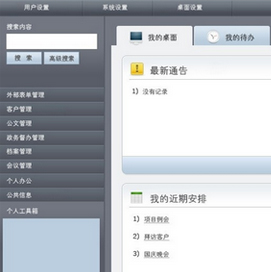 用户设置 系统设置 桌面设置
搜索内容
搜 索 高级搜索
外部表单管理
客户管理
公文管理
政务督办管理
档案管理
会议管理
个人办公
公共信息
个人工具箱
我的桌面 我的待办
最新通告
1) 没有记录
我的近期安排
1) 项目例会
2) 拜访客户
3) 国庆晚会